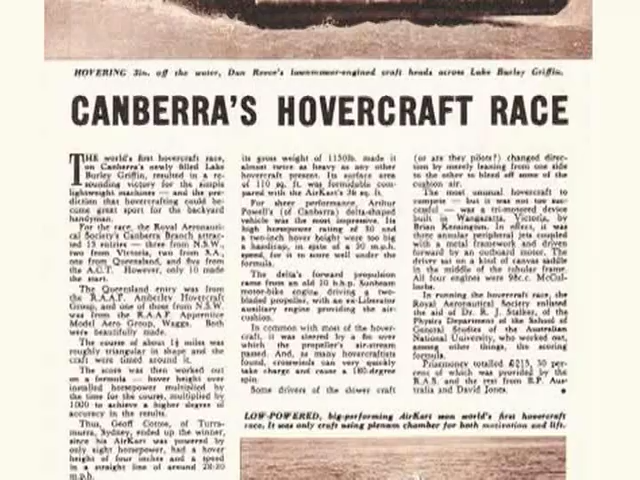 HOVERING 3in. off the water, Dan Reece's lawnmower-engined craft heads across Lake Burley Griffin.
CANBERRA'S HOVERCRAFT RACE
THE world's first hovercraft race,
on Canberra's newly filled Lake
Burley Griffin, resulted in a re-
sounding victory for the simple
lightweight machines — and the pre-
diction that hovercrafting could be-
come great sport for the backyard
handyman.
For the race, the Royal Aeronauti-
cal Society's Canberra Branch attrac-
ted 13 entries — three from N.S.W.,
two from Victoria, two from S.A.,
one from Queensland, and five from
the A.C.T. However, only 10 made
the start.
The Queensland entry was from
the R.A.A.F. Amberley Hovercraft
Group, and one of those from N.S.W.
was from the R.A.A.F. Apprentice
Model Aero Group, Wagga. Both
were beautifully made.
The course of about 1½ miles was
roughly triangular in shape and the
craft were timed around it.
The score was then worked out
on a formula — hover height over
installed horsepower multiplied by
the time for the course, multiplied by
1000 to achieve a higher degree of
accuracy in the results.
Thus, Geoff Cottee, of Turra-
murra, Sydney, ended up the winner,
since his AirKart was powered by
only eight horsepower, had a hover
height of four inches and a speed
in a straight line of around 28-30
m.p.h.
its gross weight of 1150lb. made it
almost twice as heavy as any other
hovercraft present. Its surface area
of 110 sq. ft. was formidable com-
pared with the AirKart's 36 sq. ft.
For sheer performance, Arthur
Powell's (of Canberra) delta-shaped
vehicle was the most impressive. Its
high horsepower rating of 30 and
a two-inch hover height were too big
a handicap, in spite of a 20 m.p.h.
speed, for it to score well under the
formula.
The delta's forward propulsion
came from an old 20 h.p. Sunbeam
motor-bike engine driving a two-
bladed propeller, with an ex-Liberator
auxiliary engine providing the air-
cushion.
In common with most of the hover-
craft, it was steered by a fin over
which the propeller's air-stream
passed. And, as many hovercrafters
found, crosswinds can very quickly
take charge and cause a 180-degree
spin.
Some drivers of the slower craft
(or are they pilots?) changed direc-
tion by merely leaning from one side
to the other to bleed off some of the
cushion air.
The most unusual hovercraft to
compete — but it was not too suc-
cessful — was a tri-motored device
built in Wangaratta, Victoria, by
Brian Kensington. In effect, it was
three annular peripheral jets coupled
with a metal framework and driven
forward by an outboard motor. The
driver sat on a kind of canvas saddle
in the middle of the tubular frame.
All four engines were 98c.c. McCul-
lochs.
In running the hovercraft race, the
Royal Aeronautical Society enlisted
the aid of Dr. R. J. Stalker, of the
Physics Department of the School of
General Studies of the Australian
National University, who worked out,
among other things, the scoring
formula.
Prizemoney totalled £215, 30 per-
cent of which was provided by the
R.A.S. and the rest from B.P. Aus-
tralia and David Jones.
LOW-POWERED, big-performing AirKart won world's first hovercraft
race. It was only craft using plenum chamber for both motivation and lift.